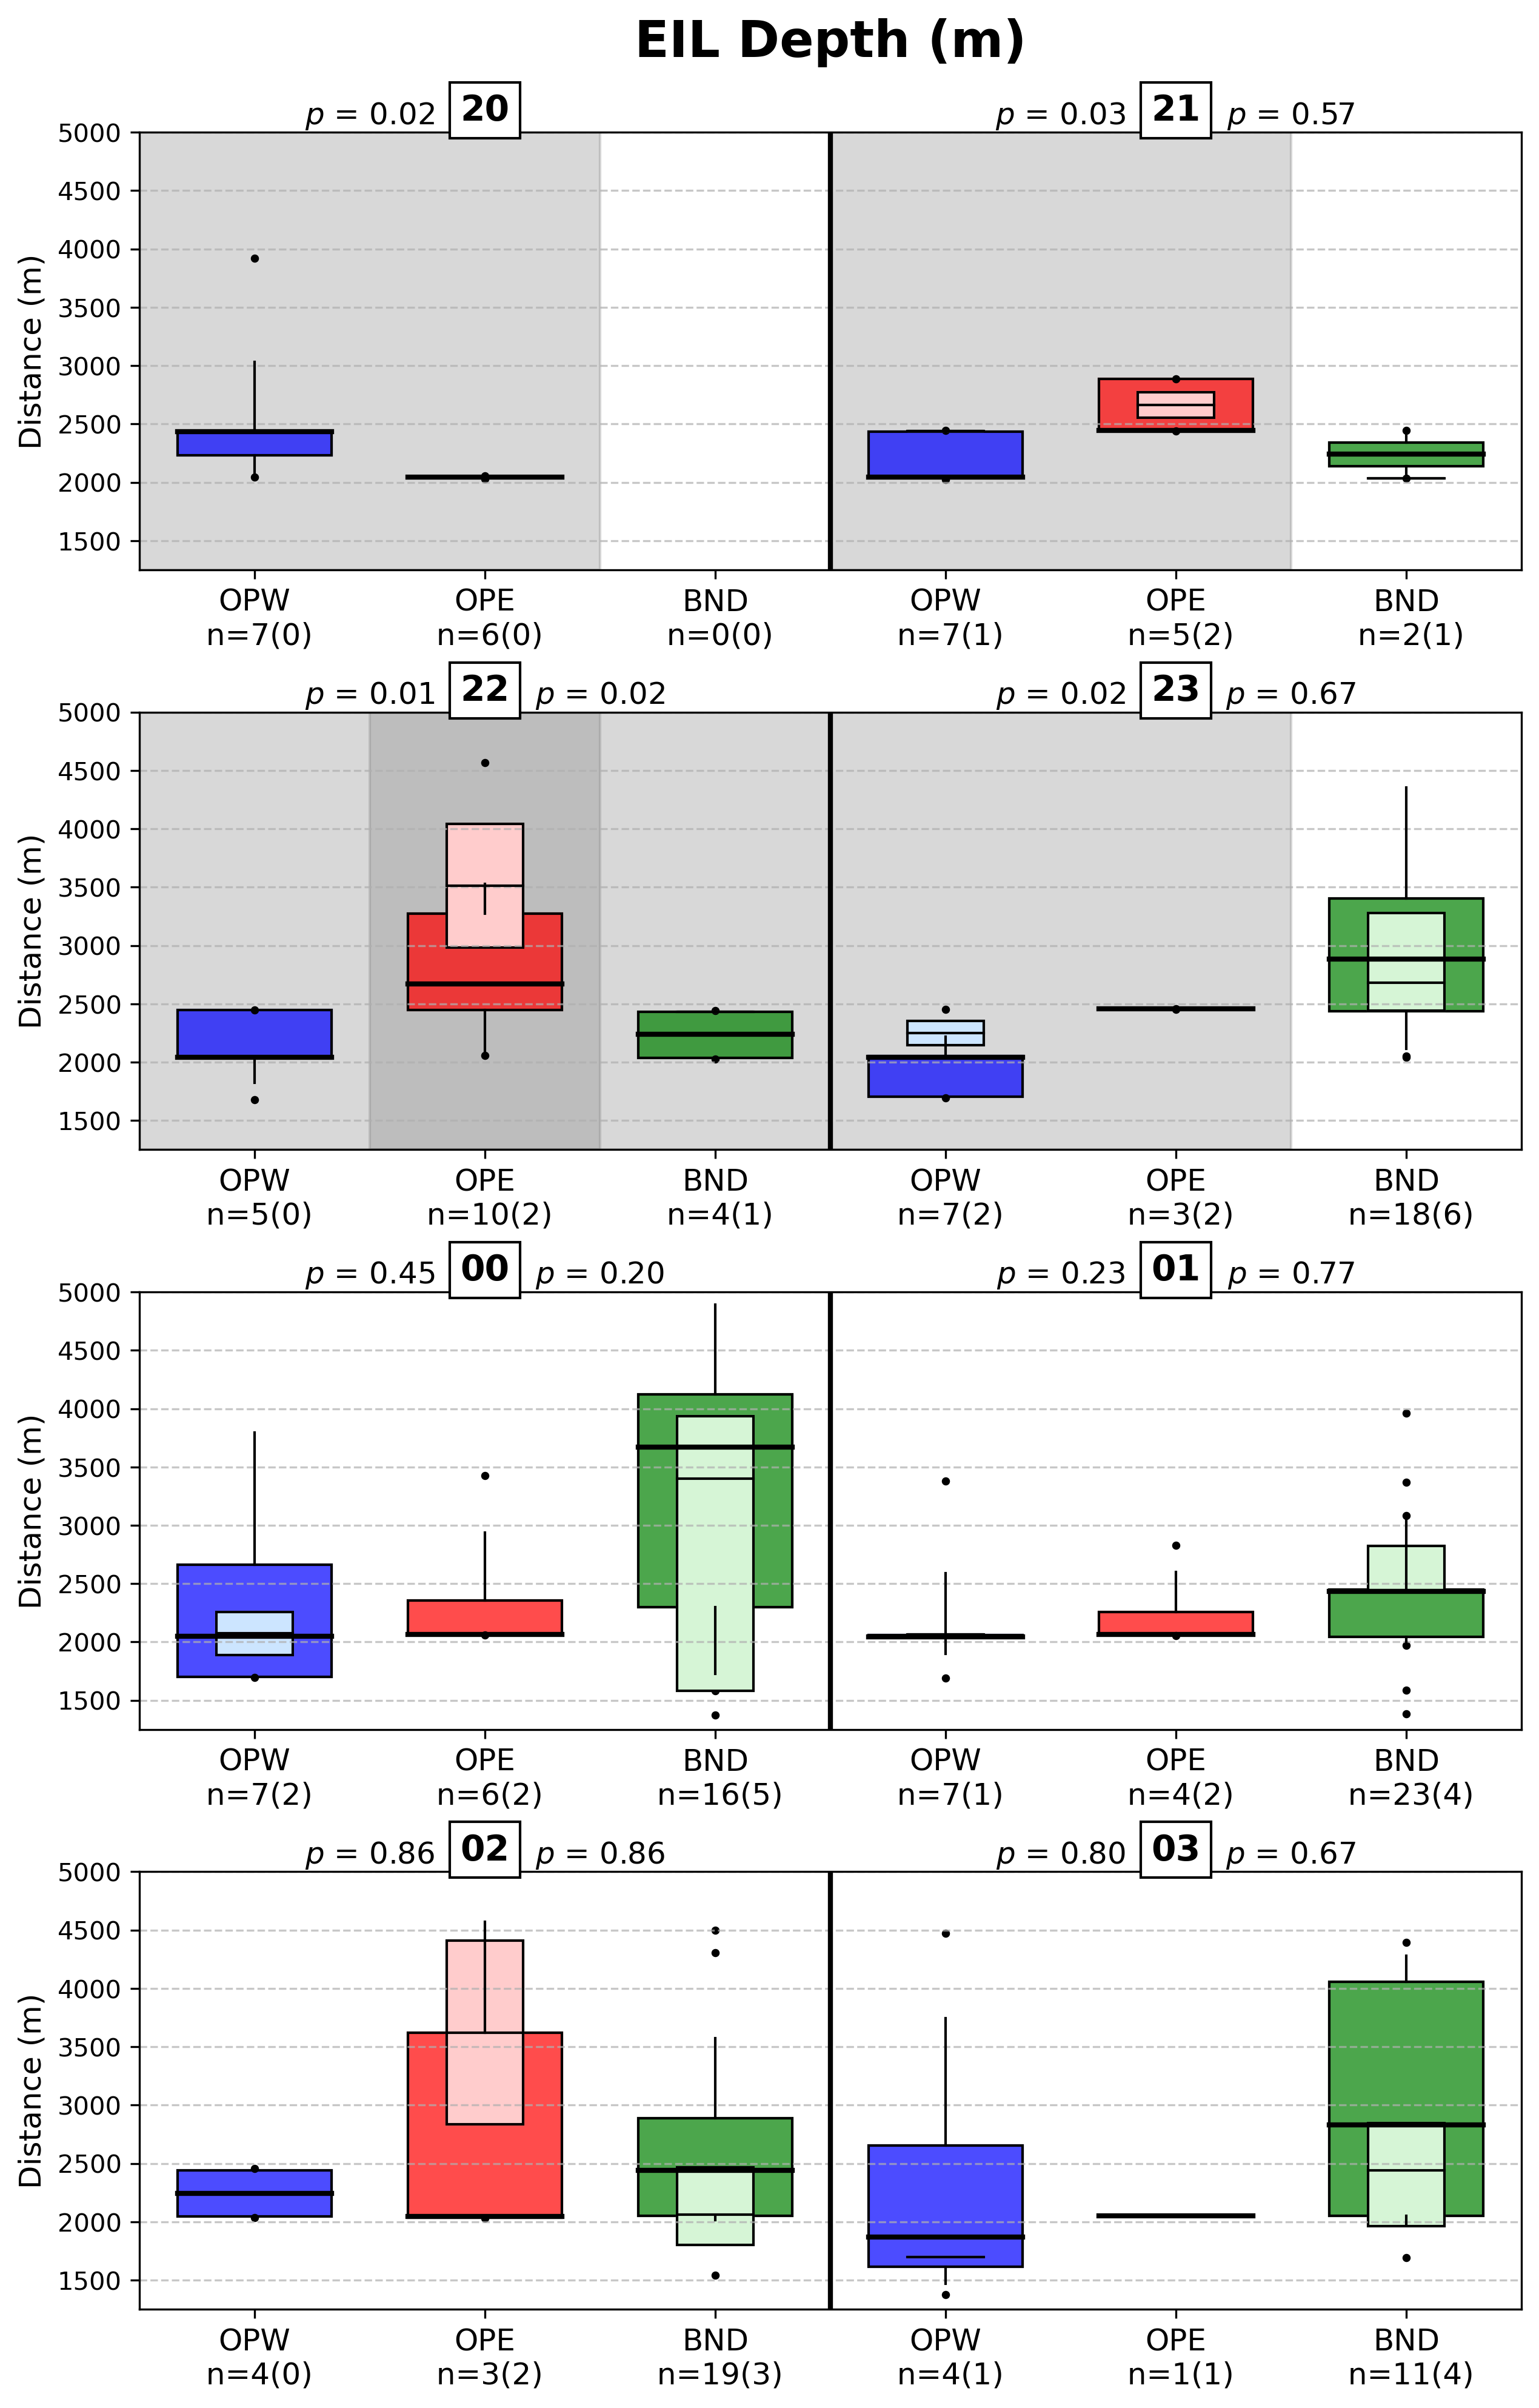 EIL Depth (m)
p = 0.02 20
p = 0.03 21 p = 0.57
Distance (m)
5000
4500
4000
3500
3000
2500
2000
1500
OPW OPE BND OPW OPE BND
n=7(0) n=6(0) n=0(0) n=7(1) n=5(2) n=2(1)
p = 0.01 22 p = 0.02
p = 0.02 23 p = 0.67
Distance (m)
5000
4500
4000
3500
3000
2500
2000
1500
OPW OPE BND OPW OPE BND
n=5(0) n=10(2) n=4(1) n=7(2) n=3(2) n=18(6)
p = 0.45 00 p = 0.20
p = 0.23 01 p = 0.77
Distance (m)
5000
4500
4000
3500
3000
2500
2000
1500
OPW OPE BND OPW OPE BND
n=7(2) n=6(2) n=16(5) n=7(1) n=4(2) n=23(4)
p = 0.86 02 p = 0.86
p = 0.80 03 p = 0.67
Distance (m)
5000
4500
4000
3500
3000
2500
2000
1500
OPW OPE BND OPW OPE BND
n=4(0) n=3(2) n=19(3) n=4(1) n=1(1) n=11(4)